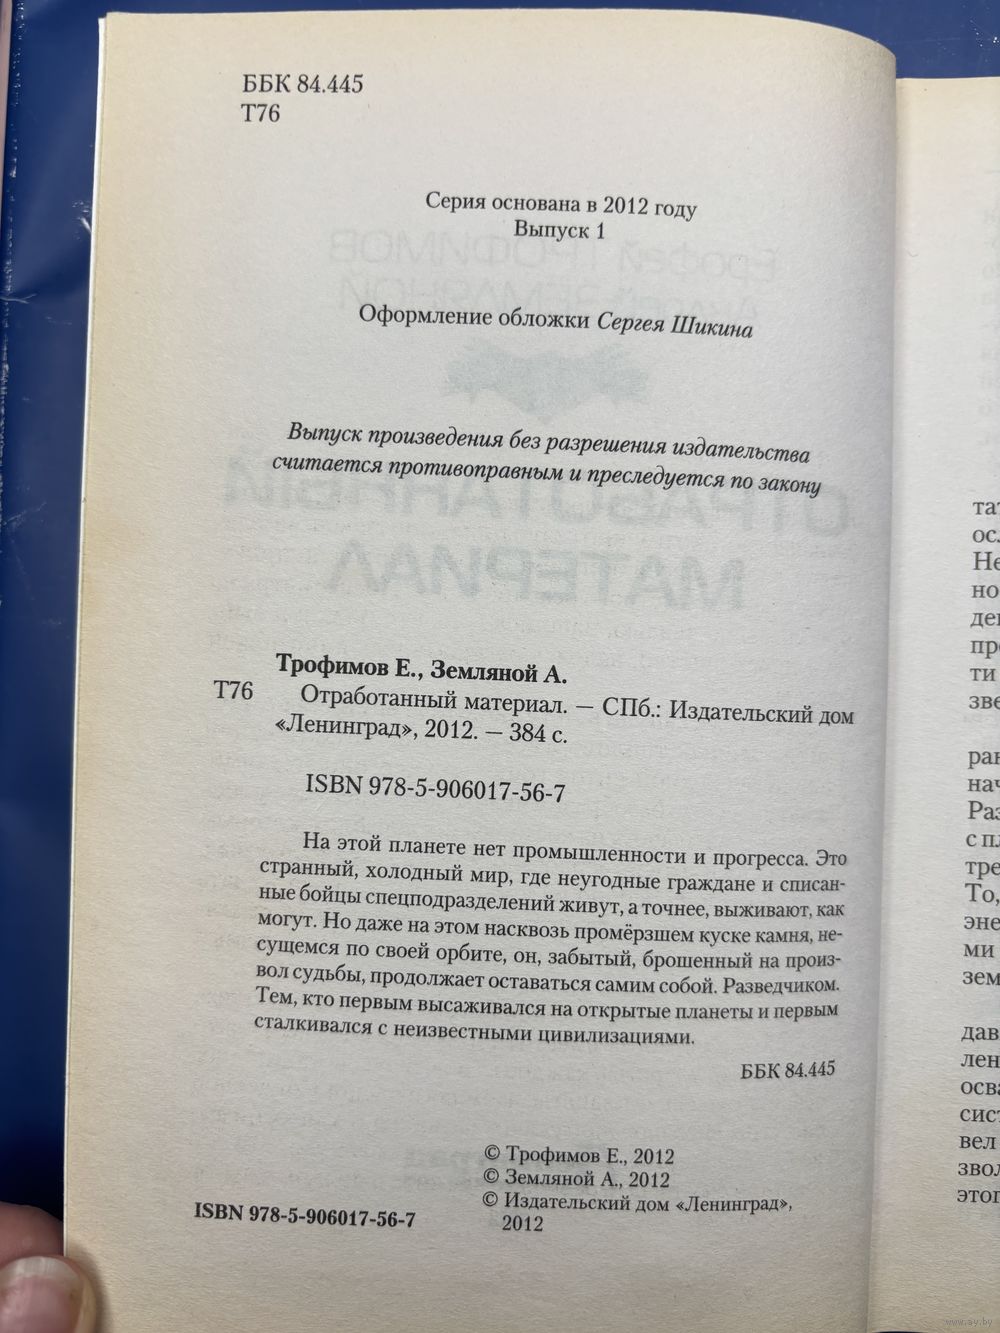 ББК 84.445
Т76
Серия основана в 2012 году
Выпуск 1
Оформление обложки Сергея Шикина
Выпуск произведения без разрешения издательства
считается противоправным и преследуется по закону
Трофимов Е., Земляной А.
Т76 Отработанный материал. — СПб.: Издательский дом
«Ленинград», 2012. — 384 с.
ISBN 978-5-906017-56-7
На этой планете нет промышленности и прогресса. Это
странный, холодный мир, где неугодные граждане и списан-
ные бойцы спецподразделений живут, а точнее, выживают, как
могут. Но даже на этом насквозь промёрзшем куске камня, не-
сущемся по своей орбите, он, забытый, брошенный на произ-
вол судьбы, продолжает оставаться самим собой. Разведчиком.
Тем, кто первым высаживался на открытые планеты и первым
сталкивался с неизвестными цивилизациями.
ББК 84.445
© Трофимов Е., 2012
© Земляной А., 2012
© Издательский дом «Ленинград»,
2012
ISBN 978-5-906017-56-7
www.ay.by